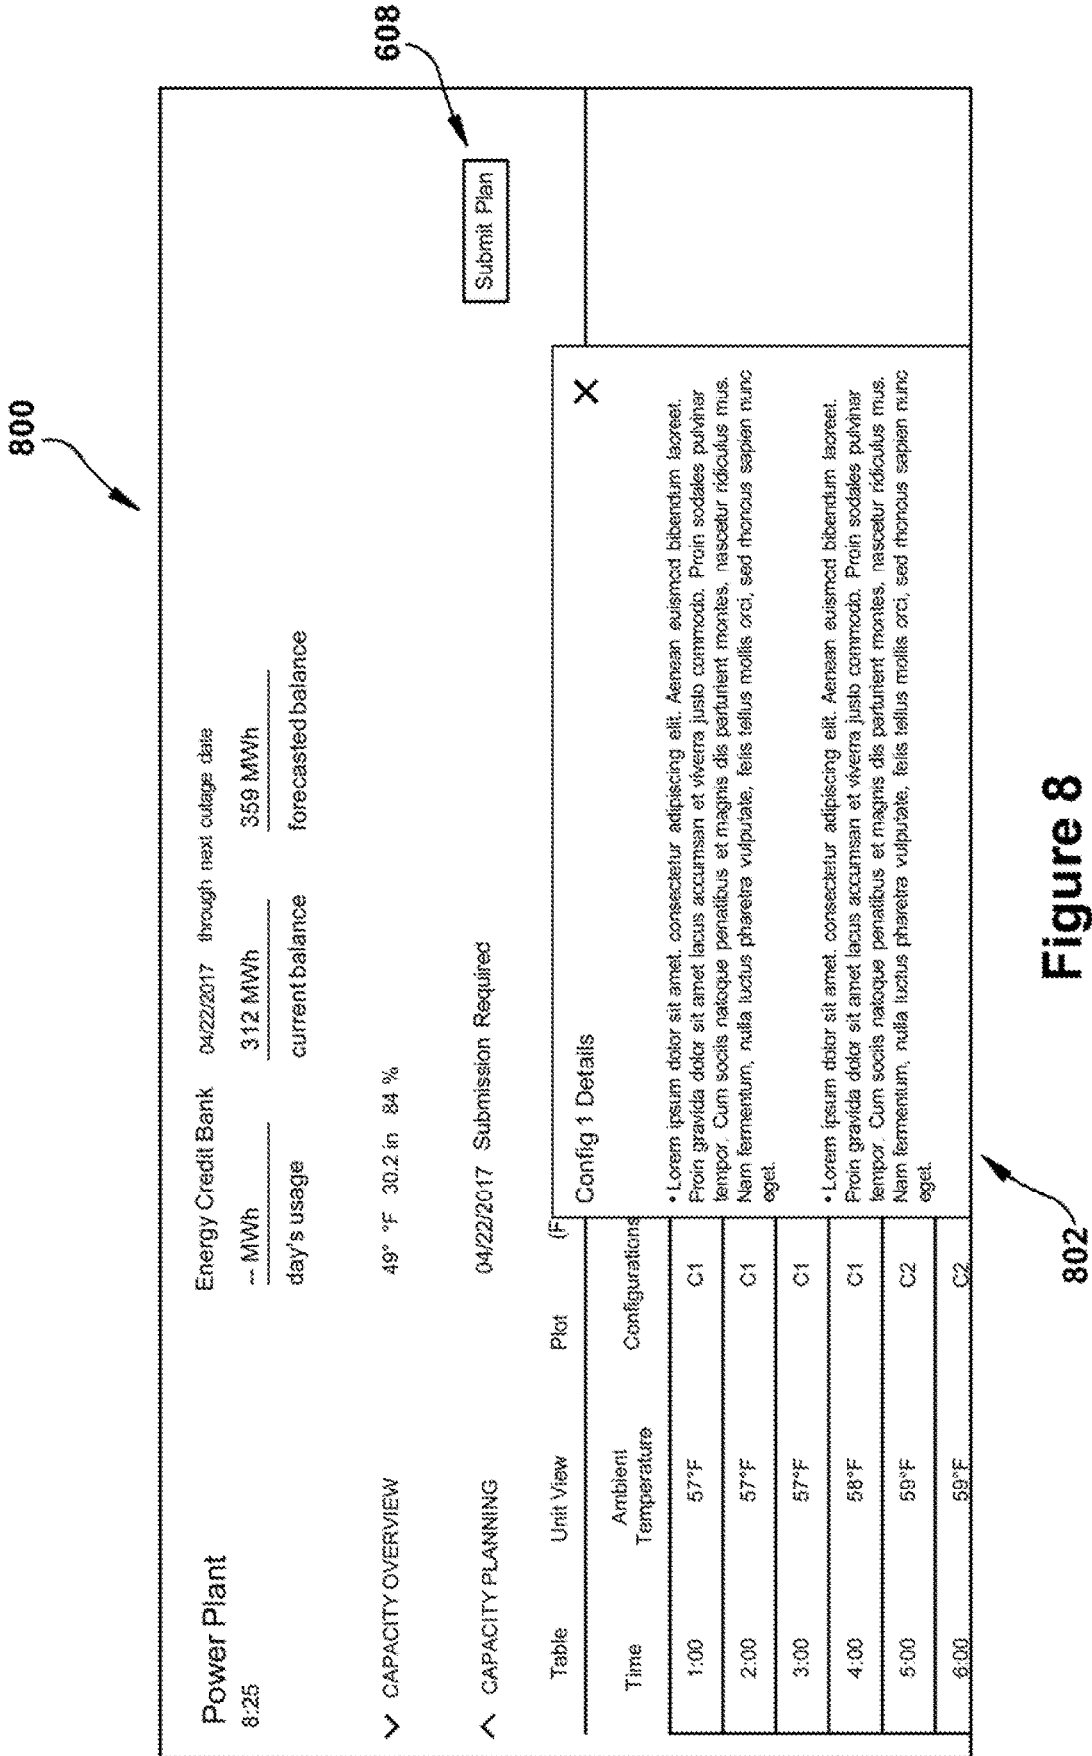 800
608
Power Plant
8:25
Energy Credit Bank 04/22/2017 through next outage date
-- MWh 312 MWh 359 MWh
day's usage current balance forecasted balance
CAPACITY OVERVIEW 49° °F 30.2 in 84 %
CAPACITY PLANNING 04/22/2017 Submission Required
Submit Plan
Table Unit View Plot (F
Time Ambient Temperature Configurations
1:00 57°F C1
2:00 57°F C1
3:00 57°F C1
4:00 58°F C1
5:00 59°F C2
6:00 59°F C2
Config 1 Details X
• Lorem ipsum dolor sit amet, consectetur adipiscing elit. Aenean euismod bibendum laoreet.
Proin gravida dolor sit amet lacus accumsan et viverra justo commodo. Proin sodales pulvinar
tempor. Cum sociis natoque penatibus et magnis dis parturient montes, nascetur ridiculus mus.
Nam fermentum, nulla luctus pharetra vulputate, felis tellus mollis orci, sed rhoncus sapien nunc
eget.
• Lorem ipsum dolor sit amet, consectetur adipiscing elit. Aenean euismod bibendum laoreet.
Proin gravida dolor sit amet lacus accumsan et viverra justo commodo. Proin sodales pulvinar
tempor. Cum sociis natoque penatibus et magnis dis parturient montes, nascetur ridiculus mus.
Nam fermentum, nulla luctus pharetra vulputate, felis tellus mollis orci, sed rhoncus sapien nunc
eget.
802
Figure 8